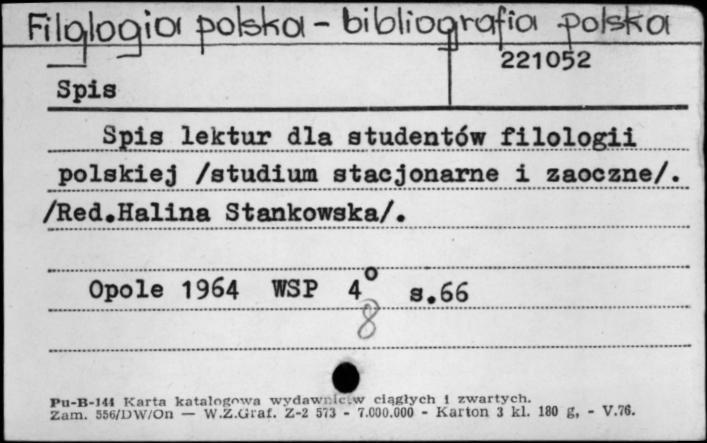 Filologia polska - bibliografia polska
221052
Spis
Spis lektur dla studentów filologii
polskiej /studium stacjonarne i zaoczne/.
/Red.Halina Stankowska/.
Opole 1964 WSP 4° s.66
8
Pu-B-144 Karta katalogowa wydawnictw ciągłych i zwartych.
Zam. 556/DW/On — W.Z.Graf. Z-2 573 - 7.000.000 - Karton 3 kl. 180 g, - V.76.